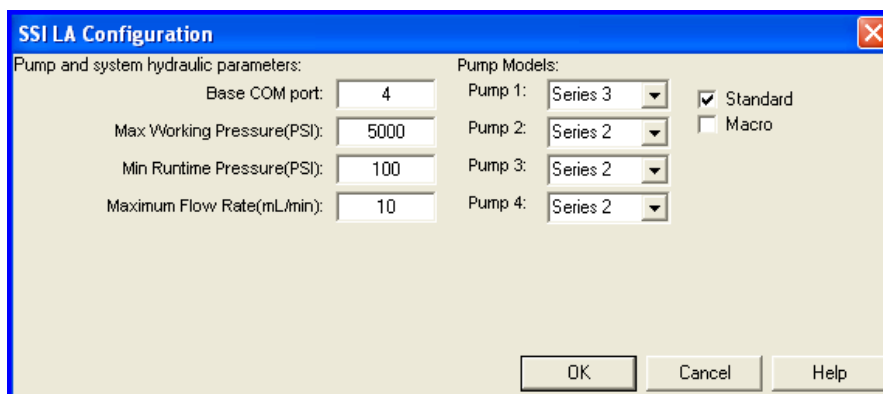 SSI LA Configuration
Pump and system hydraulic parameters:
Base COM port: 4
Max Working Pressure(PSI): 5000
Min Runtime Pressure(PSI): 100
Maximum Flow Rate(mL/min): 10
Pump Models:
Pump 1: Series 3
Pump 2: Series 2
Pump 3: Series 2
Pump 4: Series 2
Standard
Macro
OK Cancel Help